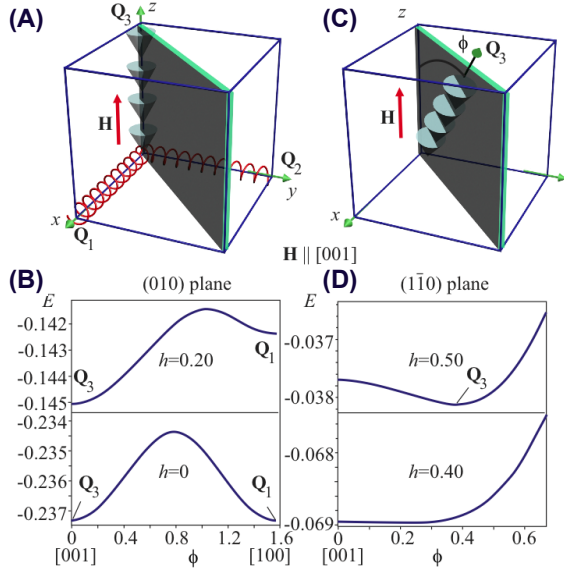 (A)
Q3
z
H
Q2
y
x
Q1
(C)
z
ϕ
Q3
H
x
H || [001]
(B)
(010) plane
E
-0.142
-0.143
-0.144
-0.145
Q3
h=0.20
Q1
-0.234
-0.235
-0.236
-0.237
Q3
h=0
Q1
0 0.4 0.8 1.2 1.6
[001] ϕ [100]
(D)
(11̄0) plane
E
-0.037
-0.038
h=0.50
Q3
-0.068
-0.069
h=0.40
0 0.2 0.4 0.6
[001] ϕ